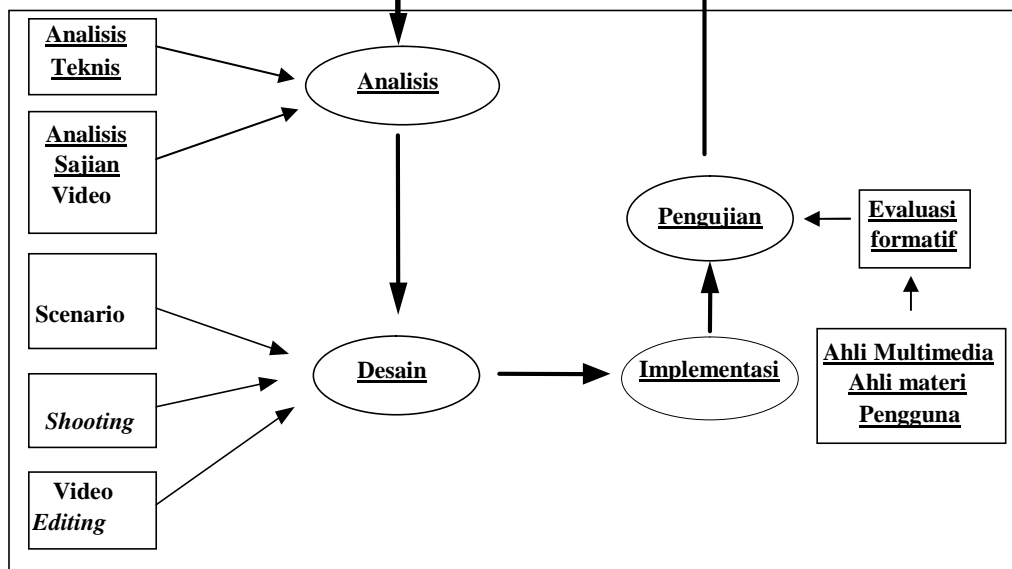 Analisis
Teknis
Analisis
Analisis
Sajian
Video
Pengujian
Evaluasi
formatif
Scenario
Desain
Implementasi
Ahli Multimedia
Ahli materi
Pengguna
Shooting
Video
Editing